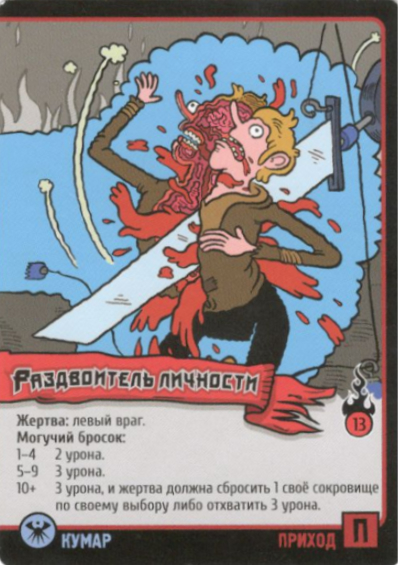 Раздвоитель личности
13
Жертва: левый враг.
Могучий бросок:
1–4 2 урона.
5–9 3 урона.
10+ 3 урона, и жертва должна сбросить 1 своё сокровище
по своему выбору либо отхватить 3 урона.
КУМАР
ПРИХОД П